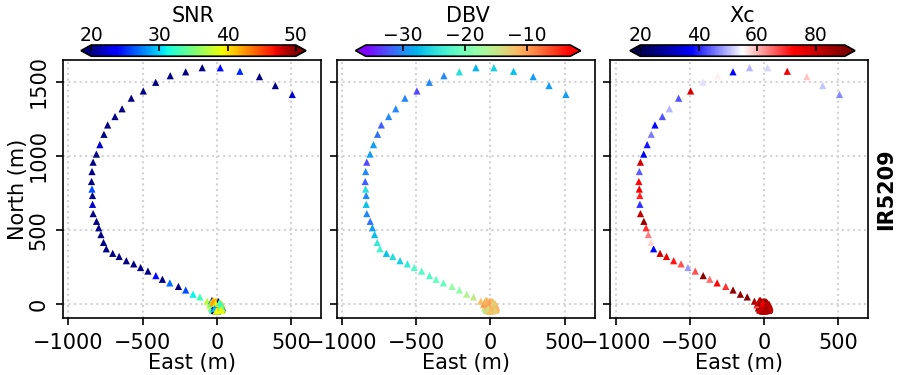 SNR DBV Xc
20 30 40 50 −30 −20 −10 20 40 60 80
1500
1000
500
0
North (m)
IR5209
−1000 −500 0 500 −1000 −500 0 500 −1000 −500 0 500
East (m) East (m) East (m)